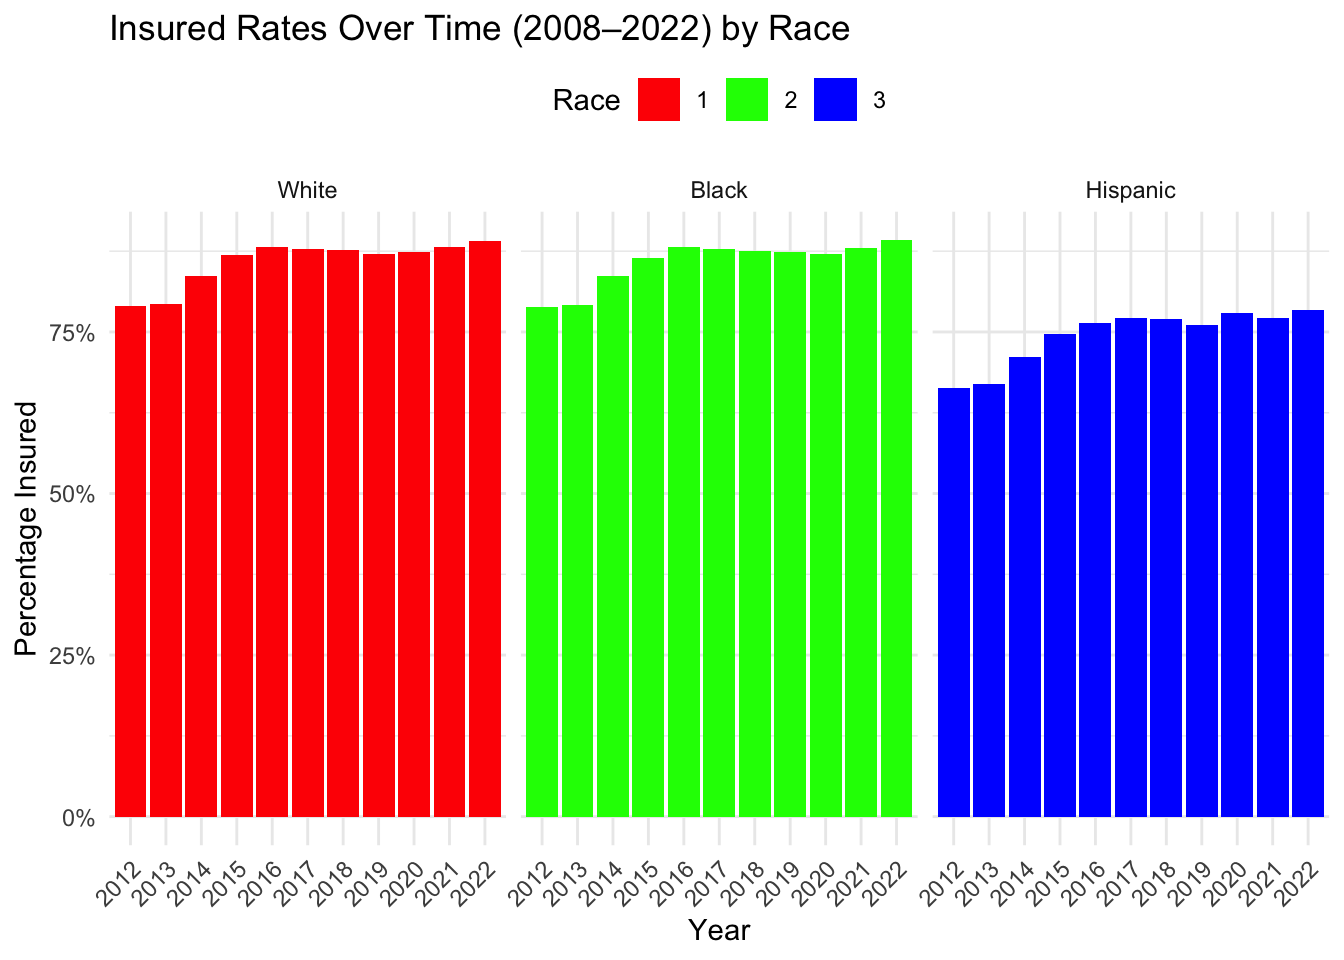 Insured Rates Over Time (2008–2022) by Race
Race 1 2 3
White Black Hispanic
Percentage Insured
75%
50%
25%
0%
2012 2013 2014 2015 2016 2017 2018 2019 2020 2021 2022 2012 2013 2014 2015 2016 2017 2018 2019 2020 2021 2022 2012 2013 2014 2015 2016 2017 2018 2019 2020 2021 2022
Year